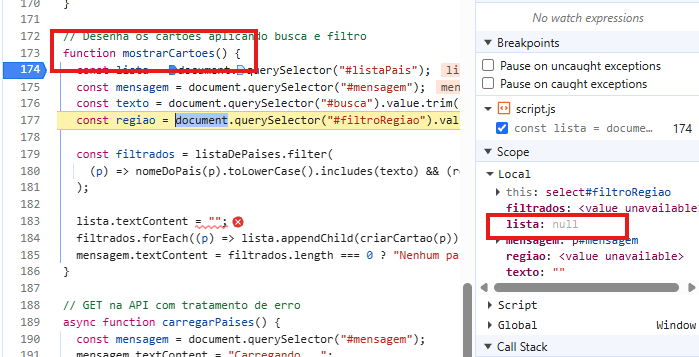 170 }
171
172 // Desenha os cartões aplicando busca e filtro
173 function mostrarCartoes() {
174 const lista document. querySelector("#listaPais");
175 const mensagem = document.querySelector("#mensagem");
176 const texto = document.querySelector("#busca").value.trim(
177 const regiao = document.querySelector("#filtroRegiao").val
178
179 const filtrados = listaDePaises.filter(
180 (p) => nomeDoPais(p).toLowerCase().includes(texto) && (r
181 );
182
183 lista.textContent = "";
184 filtrados.forEach((p) => lista.appendChild(criarCartao(p))
185 mensagem.textContent = filtrados.length === 0 ? "Nenhum pa
186 }
187
188 // GET na API com tratamento de erro
189 async function carregarPaises() {
190 const mensagem = document.querySelector("#mensagem");
191 mensagem.textContent = "Carregando...";
No watch expressions
Breakpoints
Pause on uncaught exceptions
Pause on caught exceptions
script.js
const lista = docume... 174
Scope
Local
this: select#filtroRegiao
filtrados: <value unavailable
lista: null
mensagem: p#mensagem
regiao: <value unavailable>
texto: ""
Script
Global Window
Call Stack